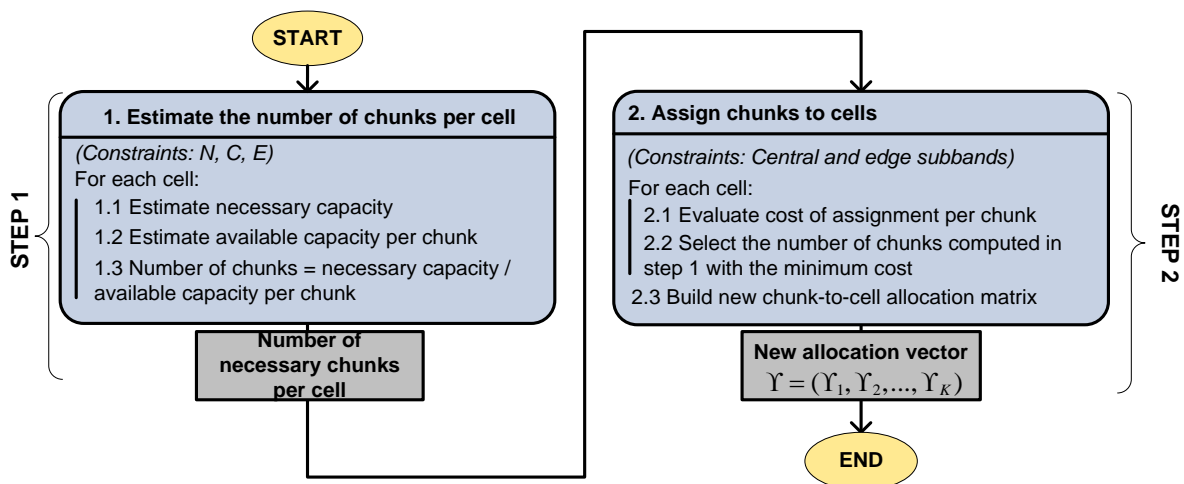 START
STEP 1
1. Estimate the number of chunks per cell
(Constraints: N, C, E)
For each cell:
1.1 Estimate necessary capacity
1.2 Estimate available capacity per chunk
1.3 Number of chunks = necessary capacity /
available capacity per chunk
Number of
necessary chunks
per cell
2. Assign chunks to cells
(Constraints: Central and edge subbands)
For each cell:
2.1 Evaluate cost of assignment per chunk
2.2 Select the number of chunks computed in
step 1 with the minimum cost
2.3 Build new chunk-to-cell allocation matrix
STEP 2
New allocation vector
ϒ = (ϒ₁, ϒ₂,..., ϒ_K)
END